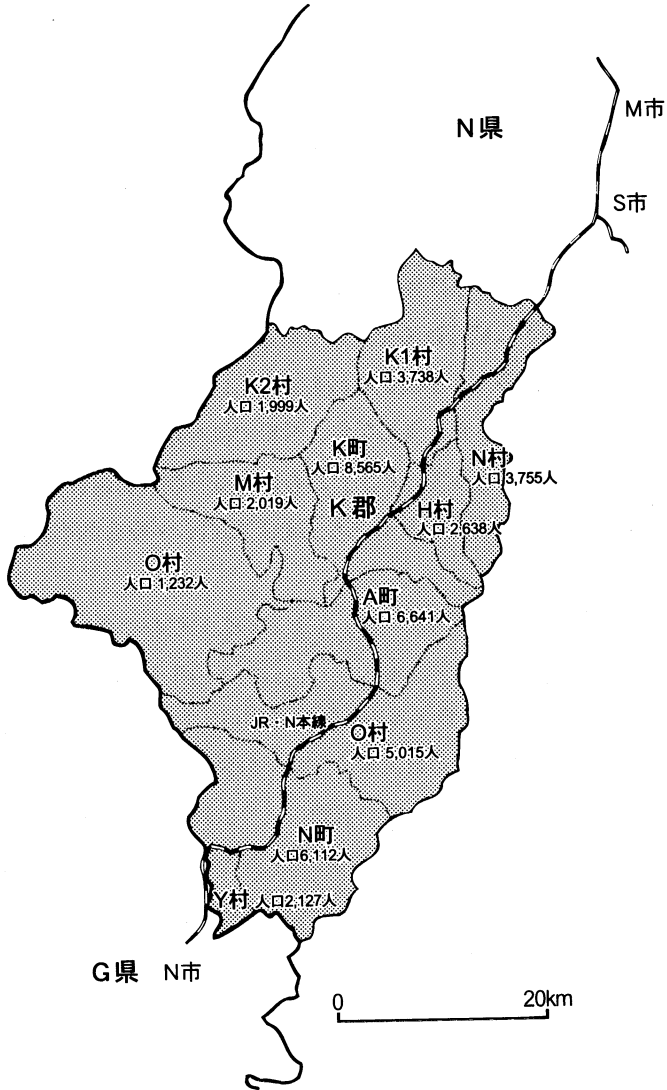 M市
N県
S市
K1村
人口 3,738人
K2村
人口 1,999人
K町
人口 8,565人
N村
人口 3,755人
M村
人口 2,019人
K郡
H村
人口 2,638人
O村
人口 1,232人
A町
人口 6,641人
JR・N本線
O村
人口 5,015人
N町
人口6,112人
Y村 人口2,127人
G県 N市
0 20km